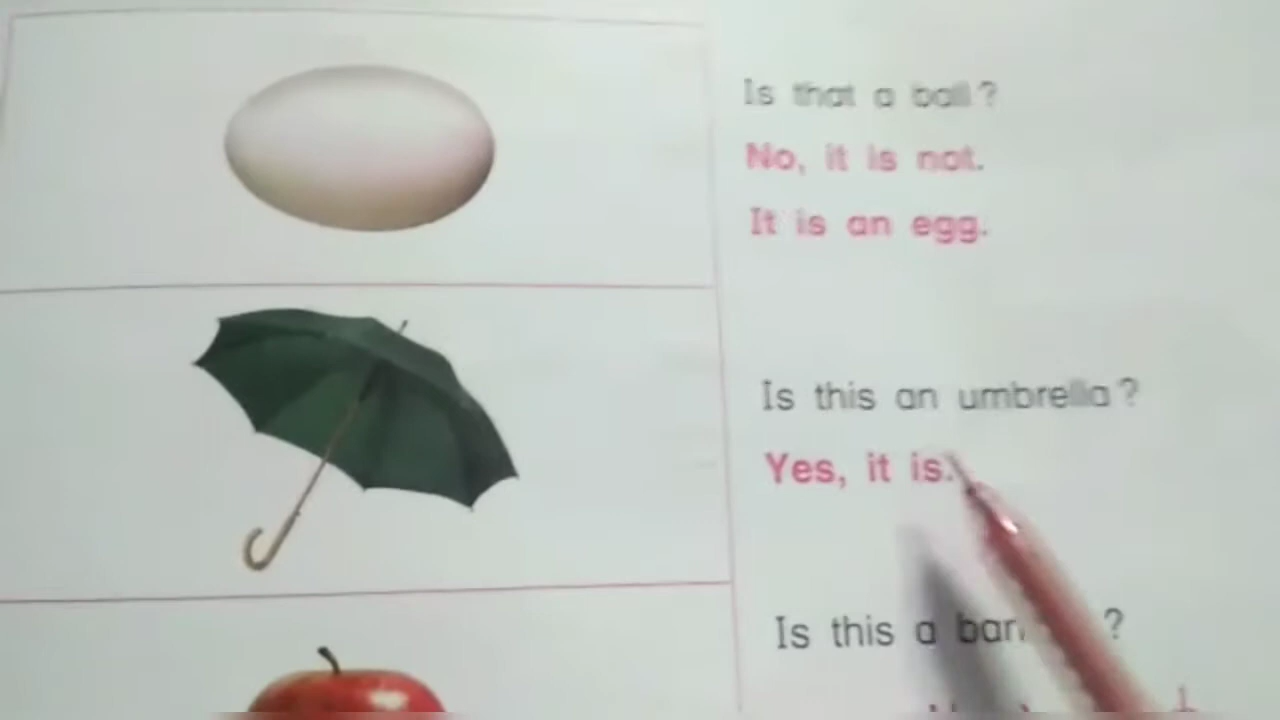 Is that a ball?
No, it is not.
It is an egg.
Is this an umbrella?
Yes, it is.
Is this a ?